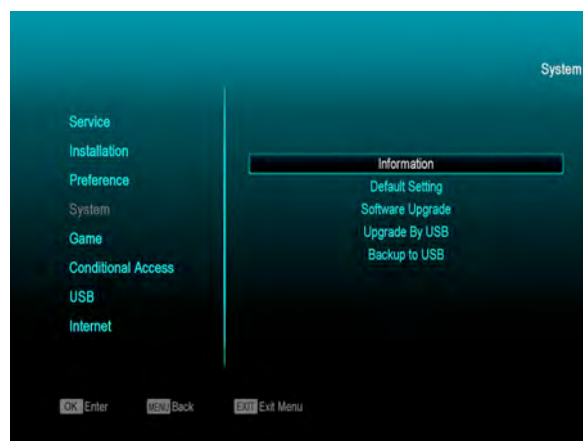 System
Service
Installation
Preference
System
Game
Conditional Access
USB
Internet
Information
Default Setting
Software Upgrade
Upgrade By USB
Backup to USB
OK Enter MENU Back EXIT Exit Menu